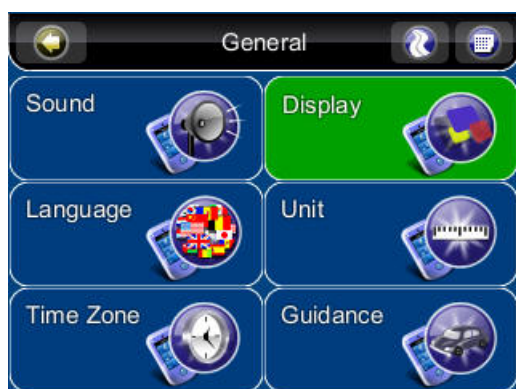 General
Sound
Display
Language
Unit
Time Zone
Guidance